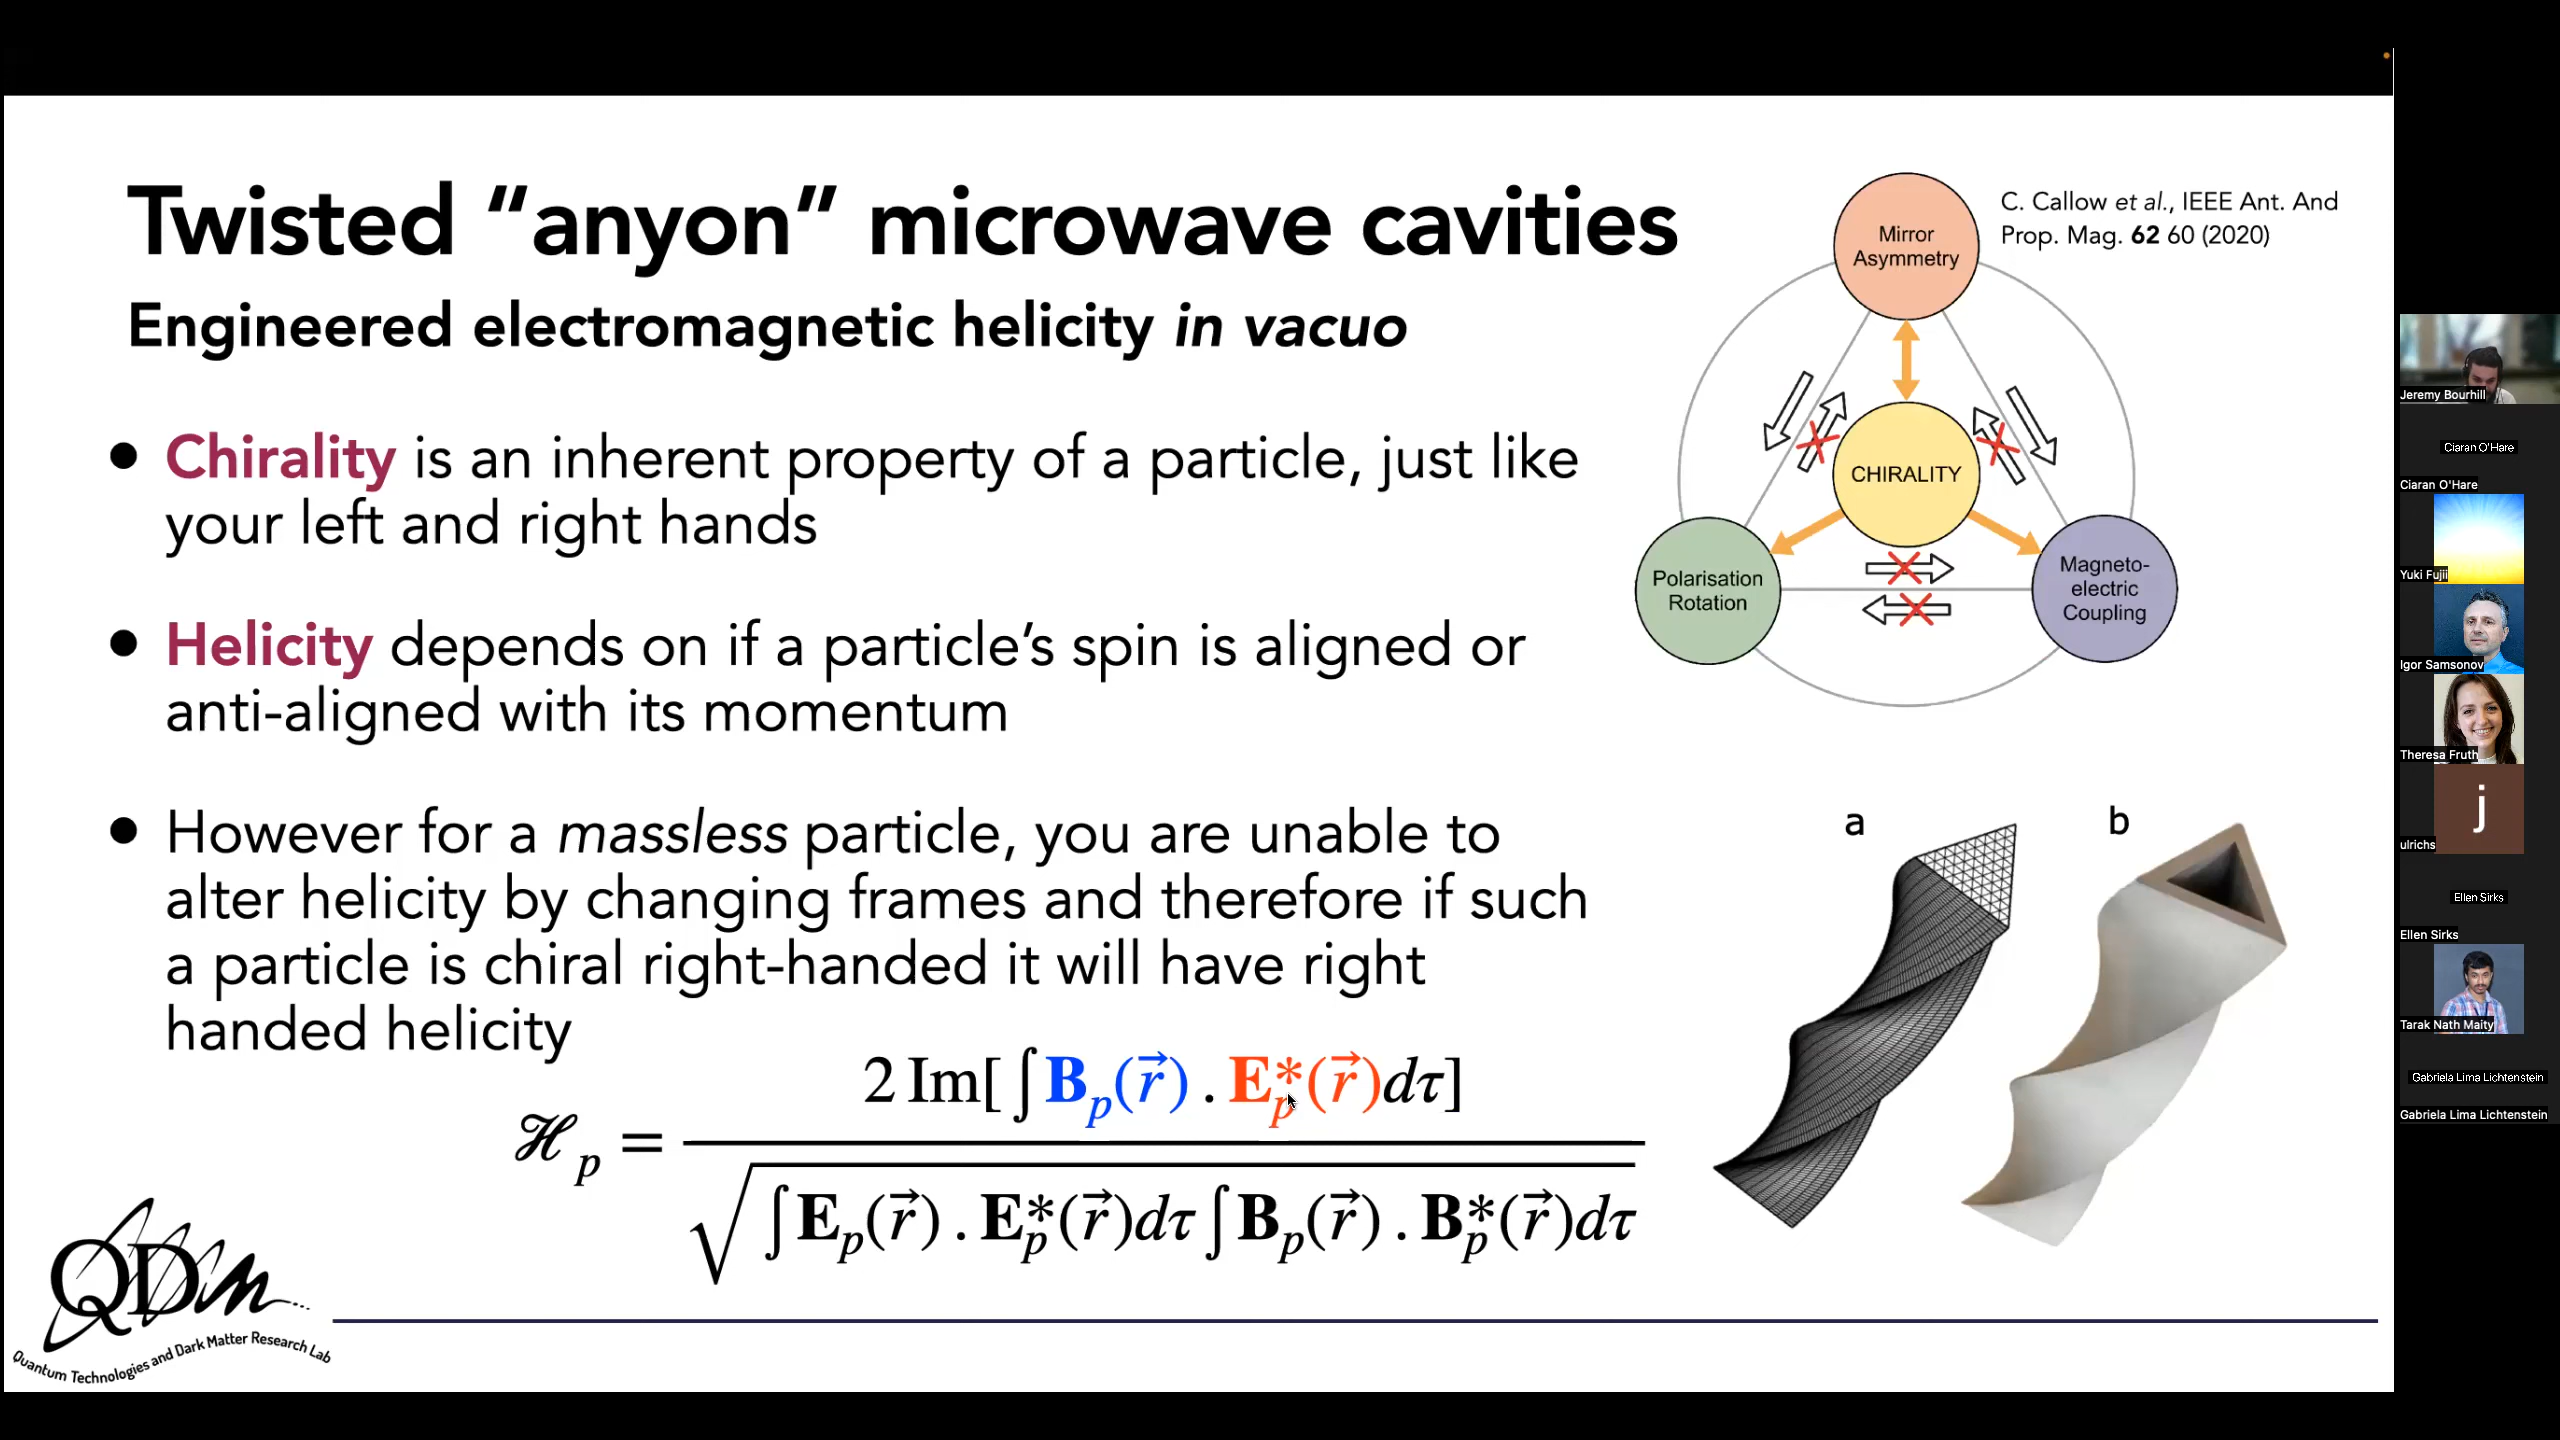 Twisted “anyon” microwave cavities
Engineered electromagnetic helicity in vacuo
C. Callow et al., IEEE Ant. And
Prop. Mag. 62 60 (2020)
Mirror
Asymmetry
CHIRALITY
Polarisation
Rotation
Magneto-
electric
Coupling
• Chirality is an inherent property of a particle, just like
your left and right hands
• Helicity depends on if a particle’s spin is aligned or
anti-aligned with its momentum
• However for a massless particle, you are unable to
alter helicity by changing frames and therefore if such
a particle is chiral right-handed it will have right
handed helicity
a
b
2 Im[∫B_p(r⃗) . E*_p(r⃗)dτ]
ℋ_p =
√∫E_p(r⃗) . E*_p(r⃗)dτ∫B_p(r⃗) . B*_p(r⃗)dτ
QDM
Quantum Technologies and Dark Matter Research Lab
Jeremy Bourhill
Ciaran O'Hare
Ciaran O'Hare
Yuki Fujii
Igor Samsonov
Theresa Fruth
j
ulrichs
Ellen Sirks
Ellen Sirks
Tarak Nath Maity
Gabriela Lima Lichtenstein
Gabriela Lima Lichtenstein